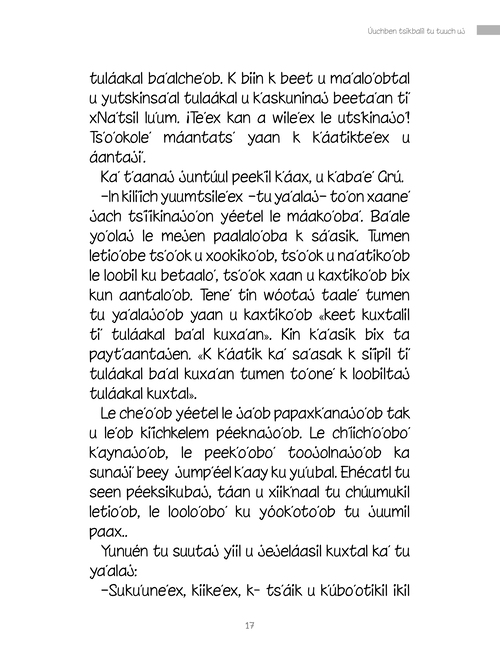 Úuchben tsikbalil tu tuuch uj
tuláakal ba'alche'ob. K biin k beet u ma'alo'obtal
u yutskinsa'al tulaákal u k'askuninaj beeta'an ti'
xNa'tsil lu'um. ¡Te'ex kan a wile'ex le utskinajo'!
Ts'o'okole' máantats' yaan k k'áatikte'ex u
áantaji'.
Ka' t'aanaj juntúul peek'il k'áax, u k'aba'e' Grú.
–In kiliich yuumtsile'ex –tu ya'alaj– to'on xaane'
jach tsíikinajo'on yéetel le máako'oba'. Ba'ale
yo'olaj le mejen paalalo'oba k sá'asik. Tumen
letio'obe ts'o'ok u xookiko'ob, ts'o'ok u na'atiko'ob
le loobil ku betaalo', ts'o'ok xaan u kaxtiko'ob bix
kun aantalo'ob. Tene' tin wóotaj taale' tumen
tu ya'alajo'ob yaan u kaxtiko'ob «keet kuxtalil
ti' tuláakal ba'al kuxa'an». Kin k'a'asik bix ta
payt'aantajen. «K k'áatik ka' sa'asak k síipil ti'
tuláakal ba'al kuxa'an tumen to'one' k loobiltaj
tuláakal kuxtal».
Le che'o'ob yéetel le ja'ob papaxk'anajo'ob tak
u le'ob kíichkelem péeknajo'ob. Le ch'íich'o'obo'
k'aynajo'ob, le peek'o'obo' toojolnajo'ob ka
sunaji' beey jump'éel k'aay ku yu'ubal. Ehécatl tu
seen péeksikubaj, táan u xiiknaal tu chúumukil
letio'ob, le loolo'obo' ku yóok'oto'ob tu juumil
paax..
Yunuén tu suutaj yiil u jejeláasil kuxtal ka' tu
ya'alaj:
–Suku'une'ex, kiike'ex, k- ts'áik u k'úbo'otikil ikil
17